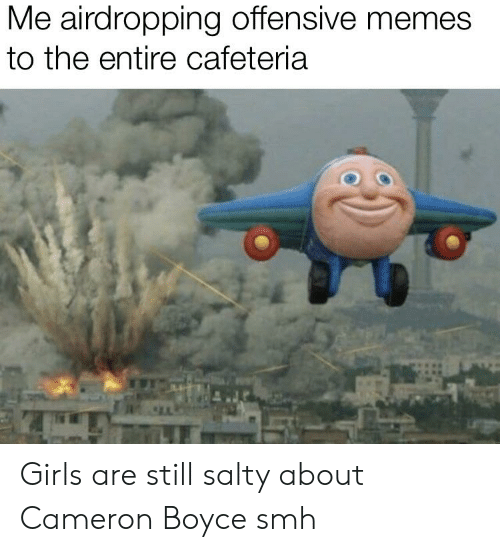 Me airdropping offensive memes
to the entire cafeteria
Girls are still salty about
Cameron Boyce smh